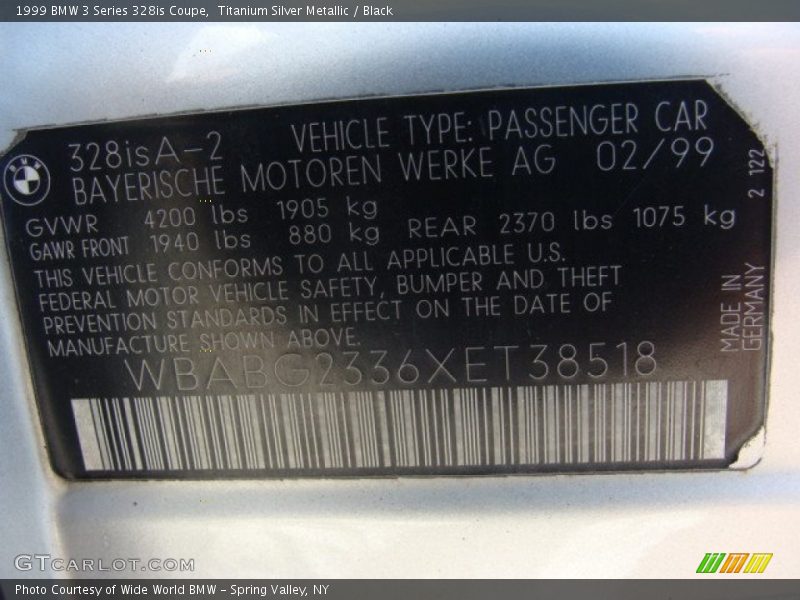 1999 BMW 3 Series 328is Coupe, Titanium Silver Metallic / Black
BMW
328isA-2 VEHICLE TYPE: PASSENGER CAR
BAYERISCHE MOTOREN WERKE AG 02/99
GVWR 4200 lbs 1905 kg
GAWR FRONT 1940 lbs 880 kg REAR 2370 lbs 1075 kg
THIS VEHICLE CONFORMS TO ALL APPLICABLE U.S.
FEDERAL MOTOR VEHICLE SAFETY, BUMPER AND THEFT
PREVENTION STANDARDS IN EFFECT ON THE DATE OF
MANUFACTURE SHOWN ABOVE.
WBABG2336XET38518
2 122
MADE IN
GERMANY
GTCARLOT.COM
Photo Courtesy of Wide World BMW - Spring Valley, NY